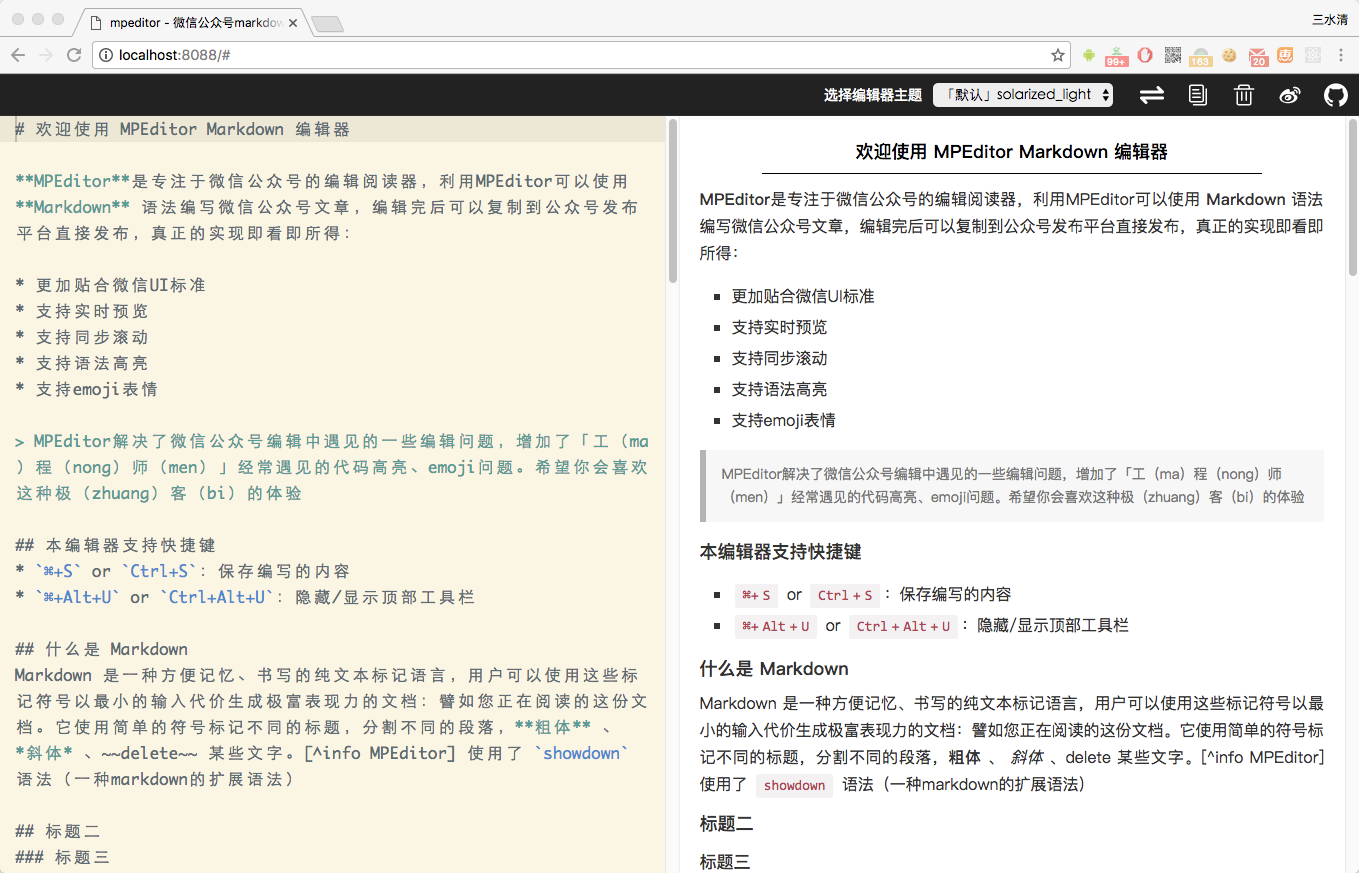 mpeditor - 微信公众号markdow
三水清
localhost:8088/#
99+
163
20
选择编辑器主题
「默认」solarized_light
# 欢迎使用 MPEditor Markdown 编辑器
**MPEditor**是专注于微信公众号的编辑阅读器，利用MPEditor可以使用
**Markdown** 语法编写微信公众号文章，编辑完后可以复制到公众号发布
平台直接发布，真正的实现即看即所得：
* 更加贴合微信UI标准
* 支持实时预览
* 支持同步滚动
* 支持语法高亮
* 支持emoji表情
> MPEditor解决了微信公众号编辑中遇见的一些编辑问题，增加了「工（ma
）程（nong）师（men）」经常遇见的代码高亮、emoji问题。希望你会喜欢
这种极（zhuang）客（bi）的体验
## 本编辑器支持快捷键
* `⌘+S` or `Ctrl+S`：保存编写的内容
* `⌘+Alt+U` or `Ctrl+Alt+U`：隐藏/显示顶部工具栏
## 什么是 Markdown
Markdown 是一种方便记忆、书写的纯文本标记语言，用户可以使用这些标
记符号以最小的输入代价生成极富表现力的文档：譬如您正在阅读的这份文
档。它使用简单的符号标记不同的标题，分割不同的段落，**粗体** 、
*斜体* 、~~delete~~ 某些文字。[^info MPEditor] 使用了 `showdown`
语法（一种markdown的扩展语法）
## 标题二
### 标题三
欢迎使用 MPEditor Markdown 编辑器
MPEditor是专注于微信公众号的编辑阅读器，利用MPEditor可以使用 Markdown 语法
编写微信公众号文章，编辑完后可以复制到公众号发布平台直接发布，真正的实现即看即
所得：
更加贴合微信UI标准
支持实时预览
支持同步滚动
支持语法高亮
支持emoji表情
MPEditor解决了微信公众号编辑中遇见的一些编辑问题，增加了「工（ma）程（nong）师
（men）」经常遇见的代码高亮、emoji问题。希望你会喜欢这种极（zhuang）客（bi）的体验
本编辑器支持快捷键
⌘+ S or Ctrl + S ：保存编写的内容
⌘+ Alt + U or Ctrl + Alt + U ：隐藏/显示顶部工具栏
什么是 Markdown
Markdown 是一种方便记忆、书写的纯文本标记语言，用户可以使用这些标记符号以最
小的输入代价生成极富表现力的文档：譬如您正在阅读的这份文档。它使用简单的符号标
记不同的标题，分割不同的段落，粗体 、 斜体 、delete 某些文字。[^info MPEditor]
使用了 showdown 语法（一种markdown的扩展语法）
标题二
标题三